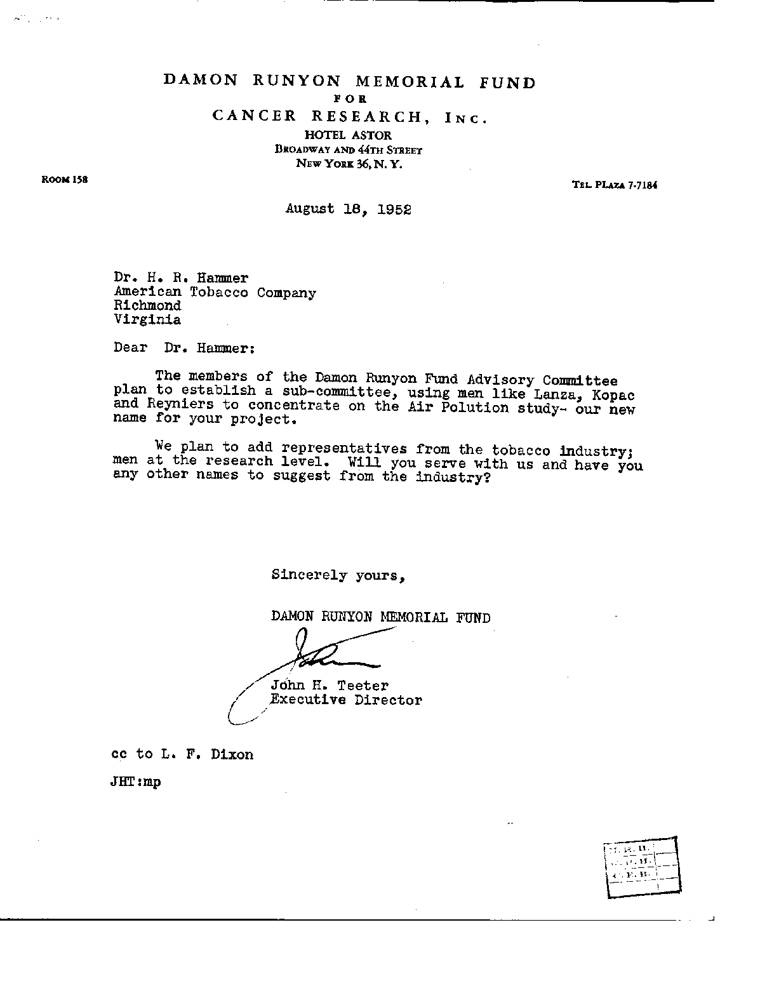 DAMON RUNYON MEMORIAL FUND
FOR
CANCER RESEARCH, INC.
HOTEL ASTOR
BROADWAY AND 44TH STREET
NEW YORK 36, N. Y.
ROOM 158
TEL. PLAZA 7-7184
August 18, 1952
Dr. H. R. Hammer
American Tobacco Company
Richmond
Virginia
Dear Dr. Hammer:
The members of the Damon Runyon Fund Advisory Committee
plan to establish a sub-committee, using men like Lanza, Kopac
and Reyniers to concentrate on the Air Polution study- our new
name for your project.
We plan to add representatives from the tobacco industry;
men at the research level. Will you serve with us and have you
any other names to suggest from the industry?
Sincerely yours,
DAMON RUNYON MEMORIAL FUND
John
John H. Teeter
Executive Director
cc to L. F. Dixon
JHT:mp